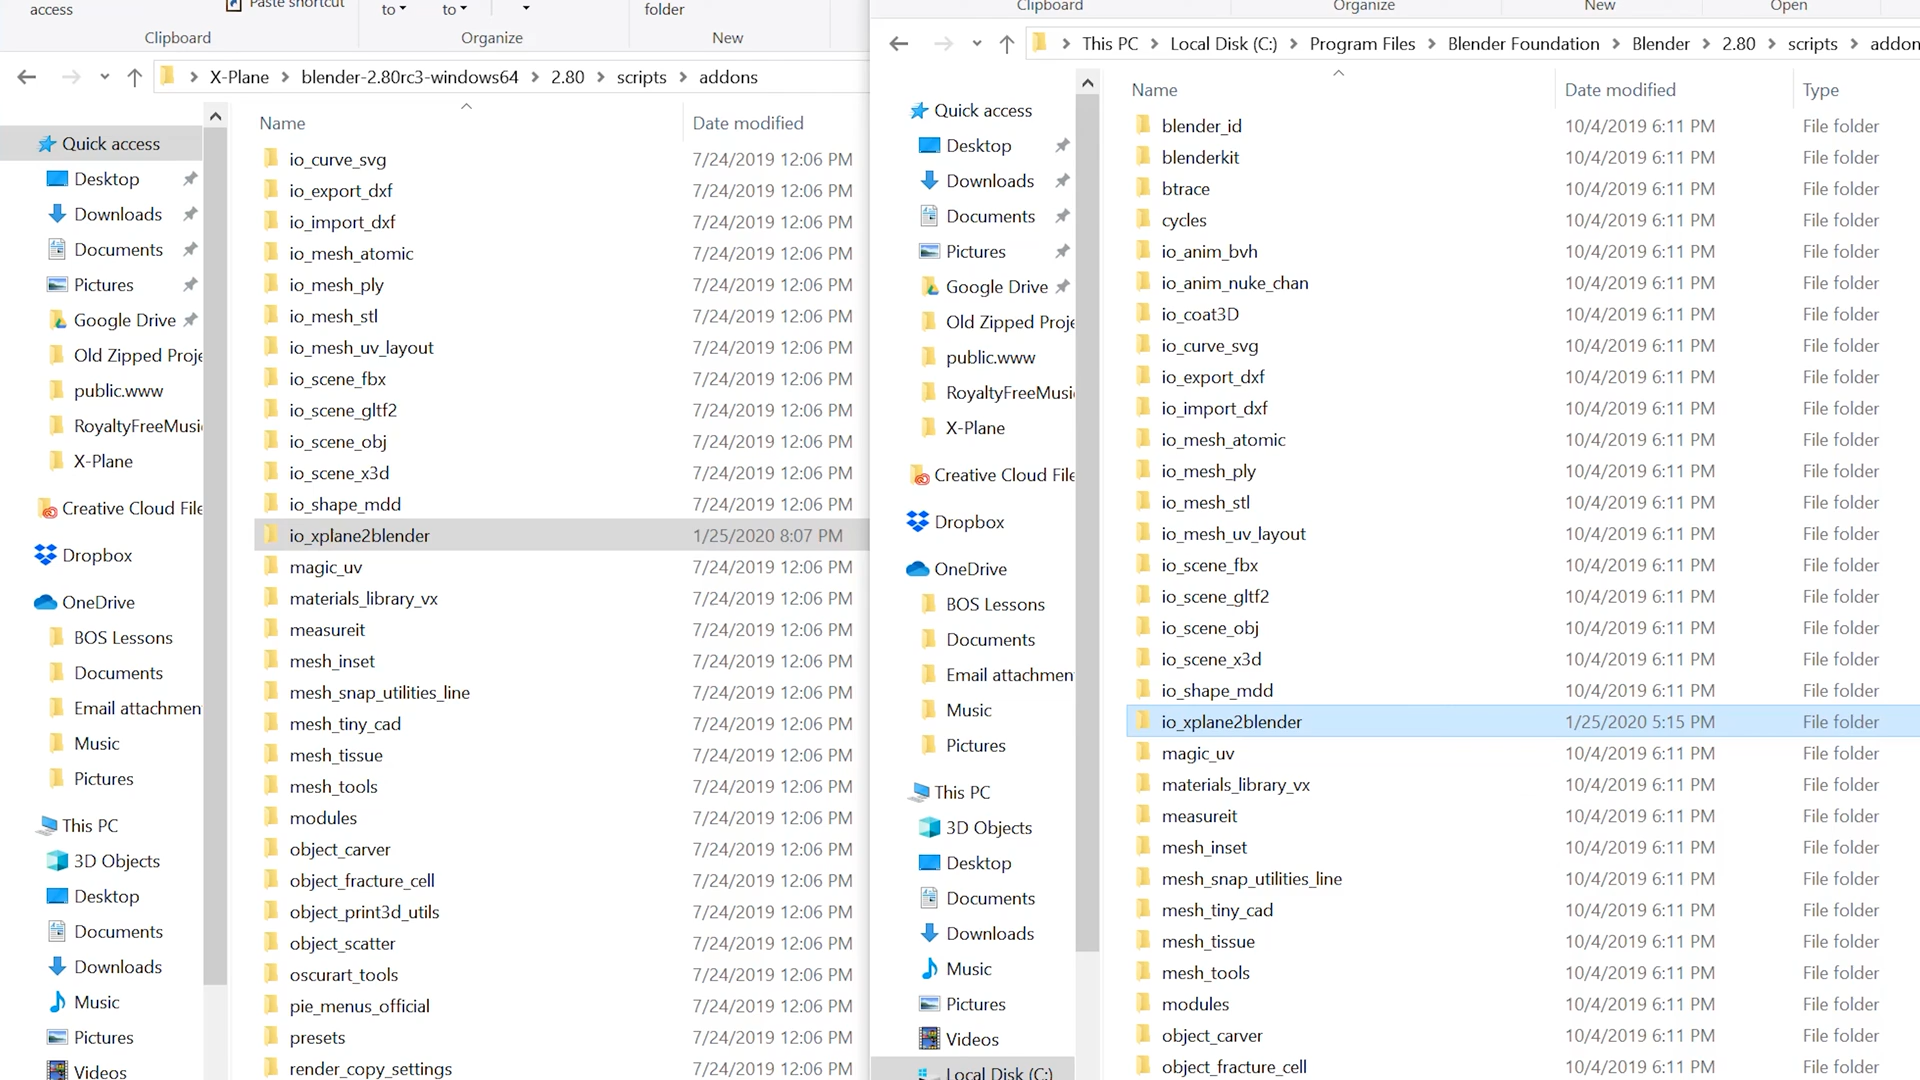 access
Paste shortcut
to
to
folder
Clipboard
Organize
New
X-Plane
blender-2.80rc3-windows64
2.80
scripts
addons
Quick access
Desktop
Downloads
Documents
Pictures
Google Drive
Old Zipped Proje
public.www
RoyaltyFreeMusi
X-Plane
Creative Cloud File
Dropbox
OneDrive
BOS Lessons
Documents
Email attachmen
Music
Pictures
This PC
3D Objects
Desktop
Documents
Downloads
Music
Pictures
Videos
Name Date modified
io_curve_svg 7/24/2019 12:06 PM
io_export_dxf 7/24/2019 12:06 PM
io_import_dxf 7/24/2019 12:06 PM
io_mesh_atomic 7/24/2019 12:06 PM
io_mesh_ply 7/24/2019 12:06 PM
io_mesh_stl 7/24/2019 12:06 PM
io_mesh_uv_layout 7/24/2019 12:06 PM
io_scene_fbx 7/24/2019 12:06 PM
io_scene_gltf2 7/24/2019 12:06 PM
io_scene_obj 7/24/2019 12:06 PM
io_scene_x3d 7/24/2019 12:06 PM
io_shape_mdd 7/24/2019 12:06 PM
io_xplane2blender 1/25/2020 8:07 PM
magic_uv 7/24/2019 12:06 PM
materials_library_vx 7/24/2019 12:06 PM
measureit 7/24/2019 12:06 PM
mesh_inset 7/24/2019 12:06 PM
mesh_snap_utilities_line 7/24/2019 12:06 PM
mesh_tiny_cad 7/24/2019 12:06 PM
mesh_tissue 7/24/2019 12:06 PM
mesh_tools 7/24/2019 12:06 PM
modules 7/24/2019 12:06 PM
object_carver 7/24/2019 12:06 PM
object_fracture_cell 7/24/2019 12:06 PM
object_print3d_utils 7/24/2019 12:06 PM
object_scatter 7/24/2019 12:06 PM
oscurart_tools 7/24/2019 12:06 PM
pie_menus_official 7/24/2019 12:06 PM
presets 7/24/2019 12:06 PM
render_copy_settings 7/24/2019 12:06 PM
Clipboard
Organize
New
Open
This PC
Local Disk (C:)
Program Files
Blender Foundation
Blender
2.80
scripts
addon
Quick access
Desktop
Downloads
Documents
Pictures
Google Drive
Old Zipped Proje
public.www
RoyaltyFreeMusi
X-Plane
Creative Cloud File
Dropbox
OneDrive
BOS Lessons
Documents
Email attachmen
Music
Pictures
This PC
3D Objects
Desktop
Documents
Downloads
Music
Pictures
Videos
Local Disk (C:)
Name Date modified Type
blender_id 10/4/2019 6:11 PM File folder
blenderkit 10/4/2019 6:11 PM File folder
btrace 10/4/2019 6:11 PM File folder
cycles 10/4/2019 6:11 PM File folder
io_anim_bvh 10/4/2019 6:11 PM File folder
io_anim_nuke_chan 10/4/2019 6:11 PM File folder
io_coat3D 10/4/2019 6:11 PM File folder
io_curve_svg 10/4/2019 6:11 PM File folder
io_export_dxf 10/4/2019 6:11 PM File folder
io_import_dxf 10/4/2019 6:11 PM File folder
io_mesh_atomic 10/4/2019 6:11 PM File folder
io_mesh_ply 10/4/2019 6:11 PM File folder
io_mesh_stl 10/4/2019 6:11 PM File folder
io_mesh_uv_layout 10/4/2019 6:11 PM File folder
io_scene_fbx 10/4/2019 6:11 PM File folder
io_scene_gltf2 10/4/2019 6:11 PM File folder
io_scene_obj 10/4/2019 6:11 PM File folder
io_scene_x3d 10/4/2019 6:11 PM File folder
io_shape_mdd 10/4/2019 6:11 PM File folder
io_xplane2blender 1/25/2020 5:15 PM File folder
magic_uv 10/4/2019 6:11 PM File folder
materials_library_vx 10/4/2019 6:11 PM File folder
measureit 10/4/2019 6:11 PM File folder
mesh_inset 10/4/2019 6:11 PM File folder
mesh_snap_utilities_line 10/4/2019 6:11 PM File folder
mesh_tiny_cad 10/4/2019 6:11 PM File folder
mesh_tissue 10/4/2019 6:11 PM File folder
mesh_tools 10/4/2019 6:11 PM File folder
modules 10/4/2019 6:11 PM File folder
object_carver 10/4/2019 6:11 PM File folder
object_fracture_cell 10/4/2019 6:11 PM File folder